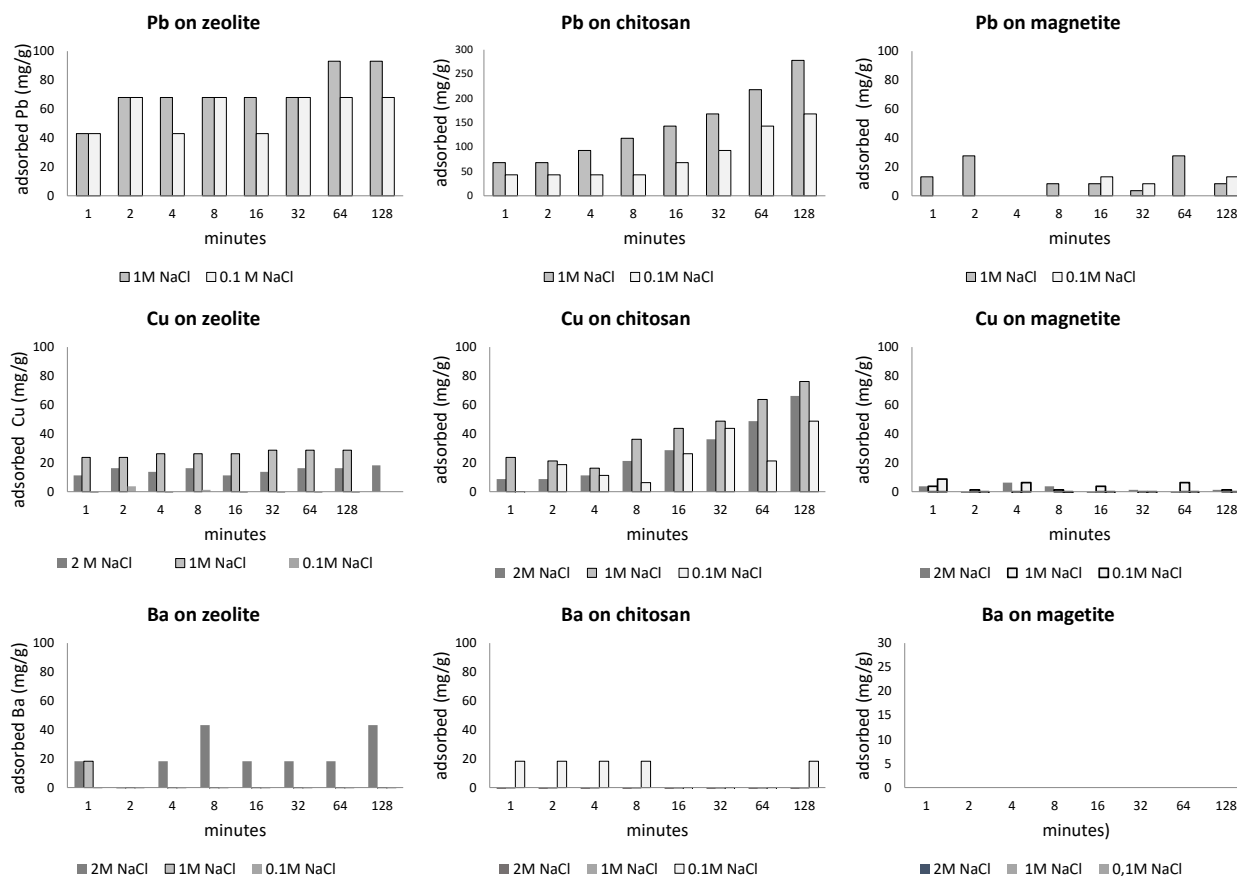 Pb on zeolite
adsorbed Pb (mg/g)
100
80
60
40
20
0
1 2 4 8 16 32 64 128
minutes
1M NaCl 0.1 M NaCl
Pb on chitosan
adsorbed (mg/g)
300
250
200
150
100
50
0
1 2 4 8 16 32 64 128
minutes
1M NaCl 0.1M NaCl
Pb on magnetite
adsorbed (mg/g)
100
80
60
40
20
0
1 2 4 8 16 32 64 128
minutes
1M NaCl 0.1M NaCl
Cu on zeolite
adsorbed Cu (mg/g)
100
80
60
40
20
0
1 2 4 8 16 32 64 128
minutes
2 M NaCl 1M NaCl 0.1M NaCl
Cu on chitosan
adsorbed (mg/g)
100
80
60
40
20
0
1 2 4 8 16 32 64 128
minutes
2M NaCl 1M NaCl 0.1M NaCl
Cu on magnetite
adsorbed (mg/g)
100
80
60
40
20
0
1 2 4 8 16 32 64 128
minutes
2M NaCl 1M NaCl 0.1M NaCl
Ba on zeolite
adsorbed Ba (mg/g)
100
80
60
40
20
0
1 2 4 8 16 32 64 128
minutes
2M NaCl 1M NaCl 0.1M NaCl
Ba on chitosan
adsorbed (mg/g)
100
80
60
40
20
0
1 2 4 8 16 32 64 128
minutes
2M NaCl 1M NaCl 0.1M NaCl
Ba on magetite
adsorbed (mg/g)
30
25
20
15
10
5
0
1 2 4 8 16 32 64 128
minutes)
2M NaCl 1M NaCl 0,1M NaCl